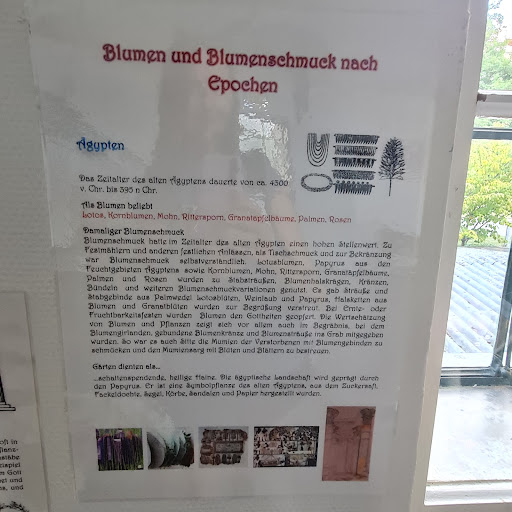 Blumen und Blumenschmuck nach
Epochen
Ägypten
Das Zeitalter des alten Ägyptens dauerte von ca. 4300
v. Chr. bis 395 n Chr.
Als Blumen beliebt
Lotos, Kornblumen, Mohn, Rittersporn, Granatapfelbäume, Palmen, Rosen
Damaliger Blumenschmuck
Blumenschmuck hatte im Zeitalter des alten Ägypten einen hohen Stellenwert. Zu
Festmählern und anderen festlichen Anlässen, als Tischschmuck und zur Bekränzung
war Blumenschmuck selbstverständlich. Lotosblumen, Papyrus aus den
Feuchtgebieten Ägyptens sowie Kornblumen, Mohn, Rittersporn, Granatäpfelbäume,
Palmen und Rosen wurden zu Stabsträußen, Blumenhalskrägen, Kränzen,
Bündeln und weiteren Blumenschmuckvariationen genutzt. Es gab Sträuße und
Stabgebinde aus Palmwedel Lotosblüten, Weinlaub und Papyrus, Halsketten aus
Blumen und Granatblüten wurden zur Begrüßung verstreut. Bei Ernte- oder
Fruchtbarkeitsfesten wurden Blumen den Gottheiten geopfert. Die Wertschätzung
von Blumen und Pflanzen zeigt sich vor allem auch im Begräbnis, bei dem
Blumengirlanden, gebundene Blumenkränze und Blumensträuße ins Grab mitgegeben
wurden. So war es auch Sitte die Mumien der Verstorbenen mit Blumengebinden zu
schmücken und den Mumiensarg mit Blüten und Blättern zu bestreuen.
Gärten dienten als...
...schattenspendende, heilige Haine. Die ägyptische Landschaft wird geprägt durch
den Papyrus. Er ist eine Symbolpflanze des alten Ägyptens, aus dem Zuckersaft,
Fackeldochte, Segel, Körbe, Sandalen und Papier hergestellt wurden.
oft in
Gott
und
und